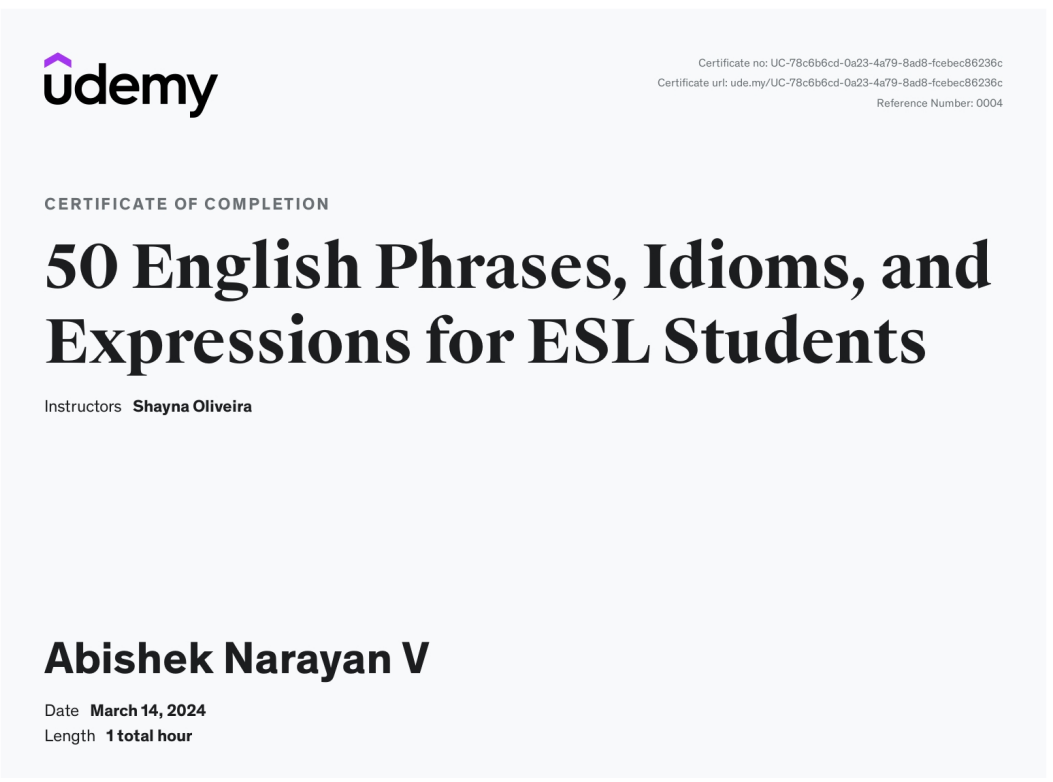 udemy
Certificate no: UC-78c6b6cd-0a23-4a79-8ad8-fcebec86236c
Certificate url: ude.my/UC-78c6b6cd-0a23-4a79-8ad8-fcebec86236c
Reference Number: 0004
CERTIFICATE OF COMPLETION
50 English Phrases, Idioms, and
Expressions for ESL Students
Instructors Shayna Oliveira
Abishek Narayan V
Date March 14, 2024
Length 1 total hour